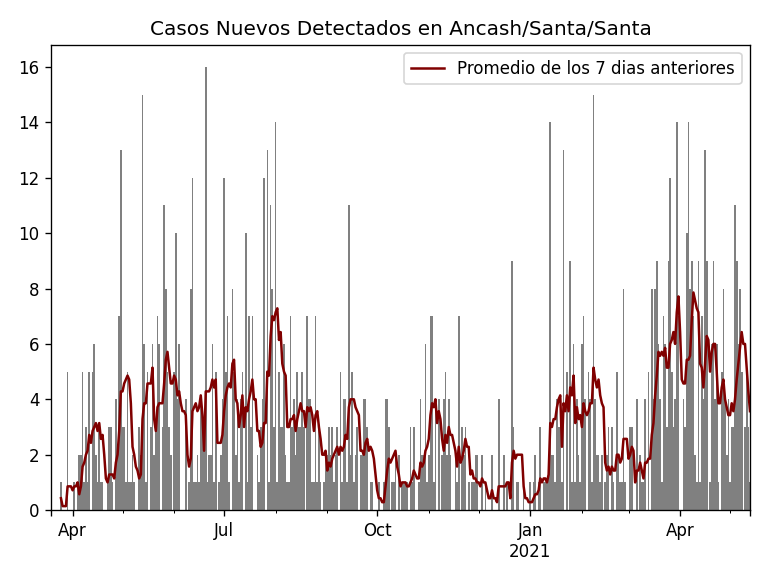 Casos Nuevos Detectados en Ancash/Santa/Santa
Promedio de los 7 dias anteriores
16
14
12
10
8
6
4
2
0
Apr
Jul
Oct
Jan
2021
Apr